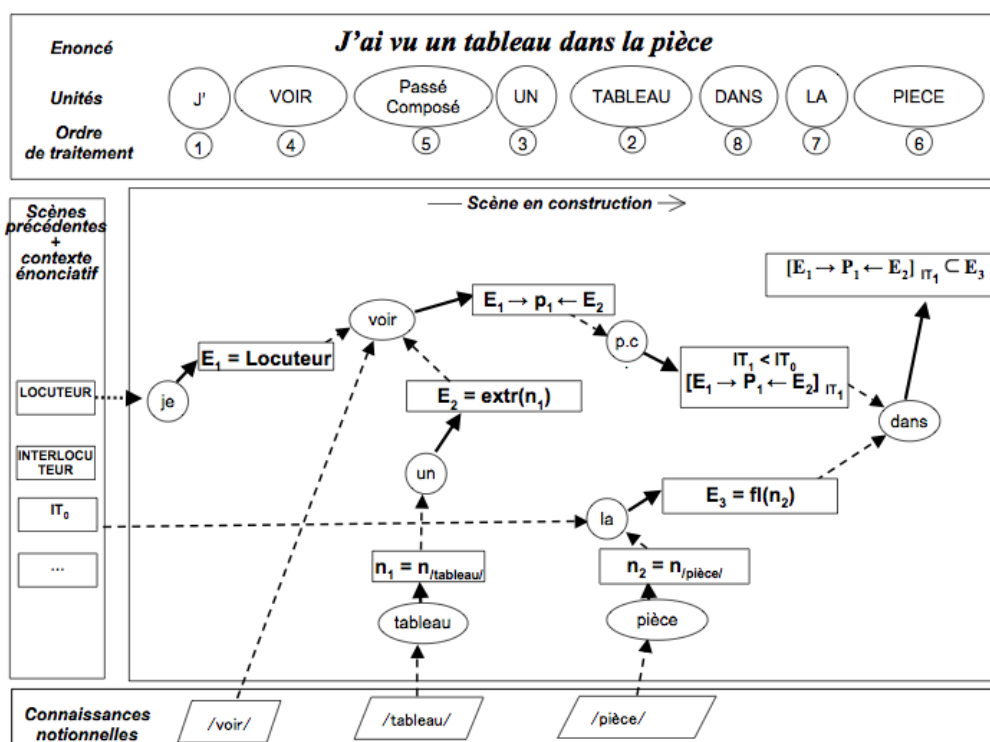 Enoncé
J'ai vu un tableau dans la pièce
Unités
J'
VOIR
Passé
Composé
UN
TABLEAU
DANS
LA
PIECE
Ordre
de traitement
1
4
5
3
2
8
7
6
Scènes
précédentes
+
contexte
énonciatif
Scène en construction
[E₁ → P₁ ← E₂] IT₁ ⊂ E₃
E₁ → p₁ ← E₂
voir
p.c
E₁ = Locuteur
IT₁ < IT₀
[E₁ → P₁ ← E₂] IT₁
LOCUTEUR
je
E₂ = extr(n₁)
dans
INTERLOCU
TEUR
un
E₃ = fl(n₂)
IT₀
la
...
n₁ = n/tableau/
n₂ = n/pièce/
tableau
pièce
Connaissances
notionnelles
/voir/
/tableau/
/pièce/